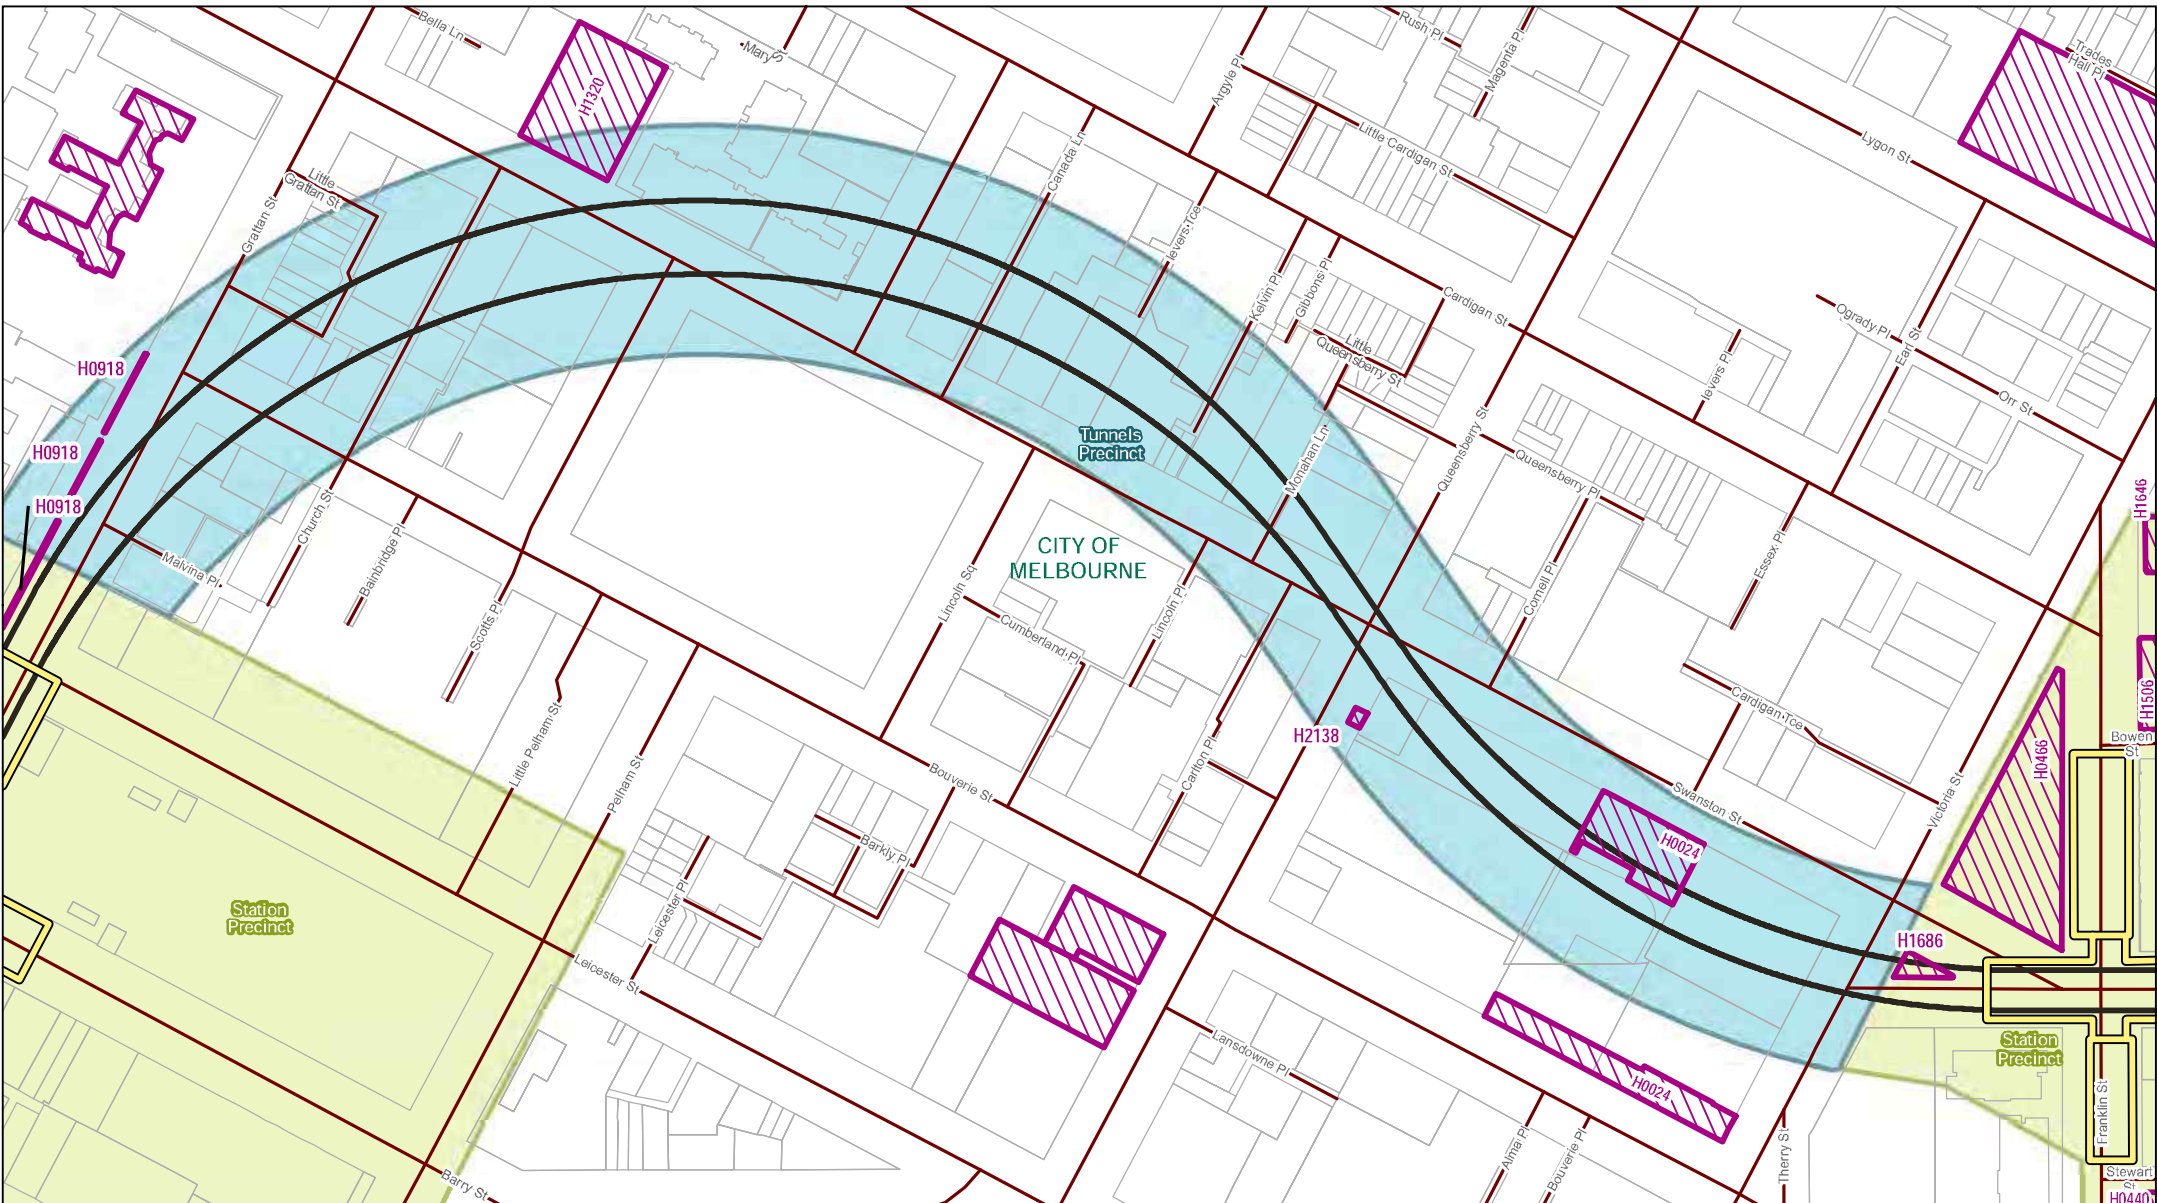 Bella Ln
Mary St
Rush Pl
Magenta Pl
Trades
Hall Pl
Argyle Pl
H1320
Little Cardigan St
Lygon St
Canada Ln
Little
Grattan St
Grattan St
Ievers Tce
Kelvin Pl
Gibbons Pl
Cardigan St
Ogrady Pl
Earl St
Little
Queensberry St
Ievers Pl
H0918
Orr St
Queensberry St
Tunnels
Precinct
H0918
Monahan Ln
Queensberry Pl
H0918
H1646
Church St
Malvina Pl
Bainbridge Pl
CITY OF
MELBOURNE
Essex Pl
Lincoln Sq
Lincoln Pl
Cornell Pl
Scotts Pl
Cumberland Pl
H1506
Cardigan Tce
Little Pelham St
H2138
Bowen
St
H0466
Carlton Pl
Pelham St
Bouverie St
Swanston St
Victoria St
Barkly Pl
H0024
Leicester Pl
Station
Precinct
H1686
Leicester St
Lansdowne Pl
Station
Precinct
H0024
Franklin St
Alma Pl
Bouverie Pl
Therry St
Barry St
Stewart
St
H0440